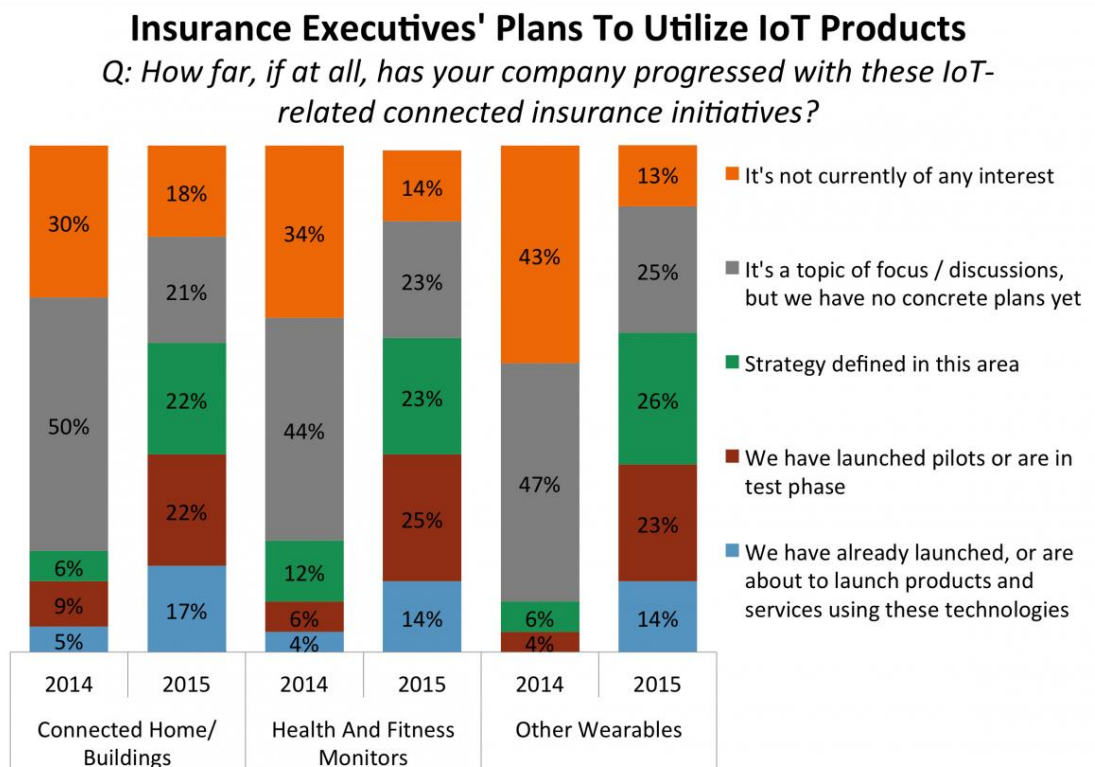 Insurance Executives' Plans To Utilize IoT Products
Q: How far, if at all, has your company progressed with these IoT-
related connected insurance initiatives?
30%
50%
6%
9%
5%
18%
21%
22%
22%
17%
34%
44%
12%
6%
4%
14%
23%
23%
25%
14%
43%
47%
6%
4%
13%
25%
26%
23%
14%
It's not currently of any interest
It's a topic of focus / discussions,
but we have no concrete plans yet
Strategy defined in this area
We have launched pilots or are in
test phase
We have already launched, or are
about to launch products and
services using these technologies
2014 2015 2014 2015 2014 2015
Connected Home/
Buildings
Health And Fitness
Monitors
Other Wearables